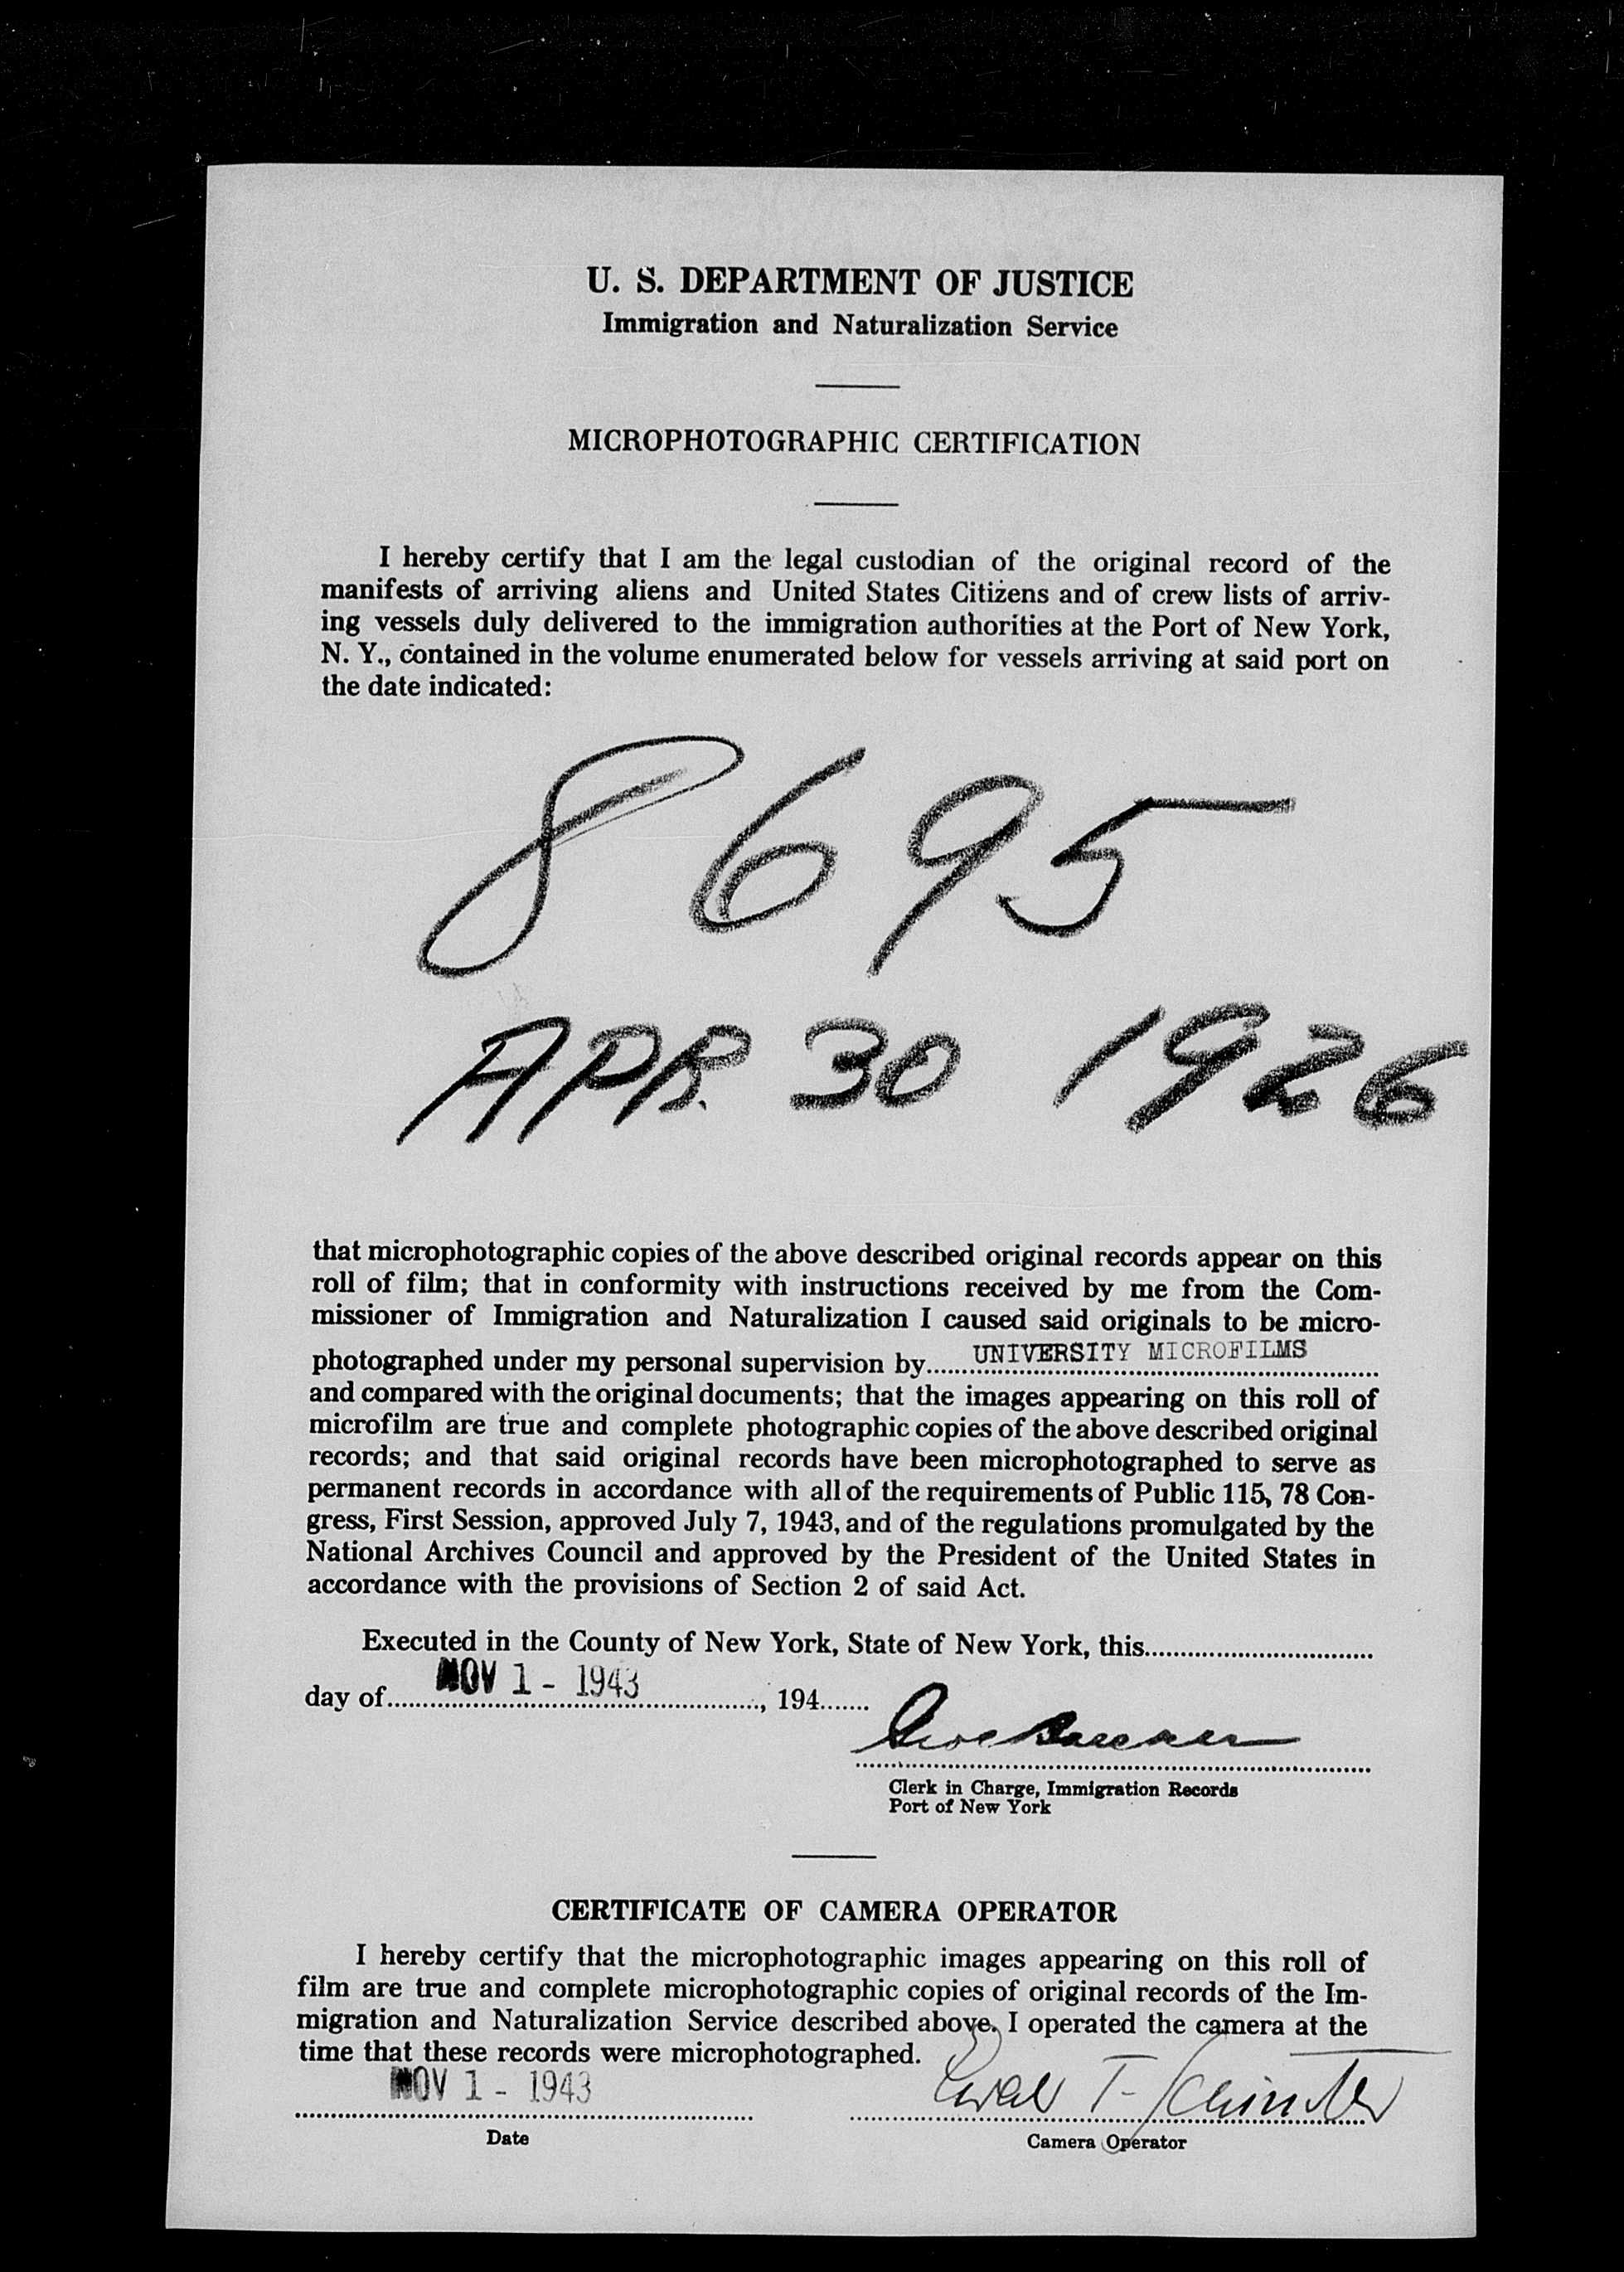 U. S. DEPARTMENT OF JUSTICE
Immigration and Naturalization Service
MICROPHOTOGRAPHIC CERTIFICATION
I hereby certify that I am the legal custodian of the original record of the
manifests of arriving aliens and United States Citizens and of crew lists of arriv-
ing vessels duly delivered to the immigration authorities at the Port of New York,
N. Y., contained in the volume enumerated below for vessels arriving at said port on
the date indicated:
8695
APR. 30 1926
that microphotographic copies of the above described original records appear on this
roll of film; that in conformity with instructions received by me from the Com-
missioner of Immigration and Naturalization I caused said originals to be micro-
photographed under my personal supervision by UNIVERSITY MICROFILMS
and compared with the original documents; that the images appearing on this roll of
microfilm are true and complete photographic copies of the above described original
records; and that said original records have been microphotographed to serve as
permanent records in accordance with all of the requirements of Public 115, 78 Con-
gress, First Session, approved July 7, 1943, and of the regulations promulgated by the
National Archives Council and approved by the President of the United States in
accordance with the provisions of Section 2 of said Act.
Executed in the County of New York, State of New York, this
day of NOV 1 - 1943, 194
Clerk in Charge, Immigration Records
Port of New York
CERTIFICATE OF CAMERA OPERATOR
I hereby certify that the microphotographic images appearing on this roll of
film are true and complete microphotographic copies of original records of the Im-
migration and Naturalization Service described above. I operated the camera at the
time that these records were microphotographed.
NOV 1 - 1943
Date
Camera Operator